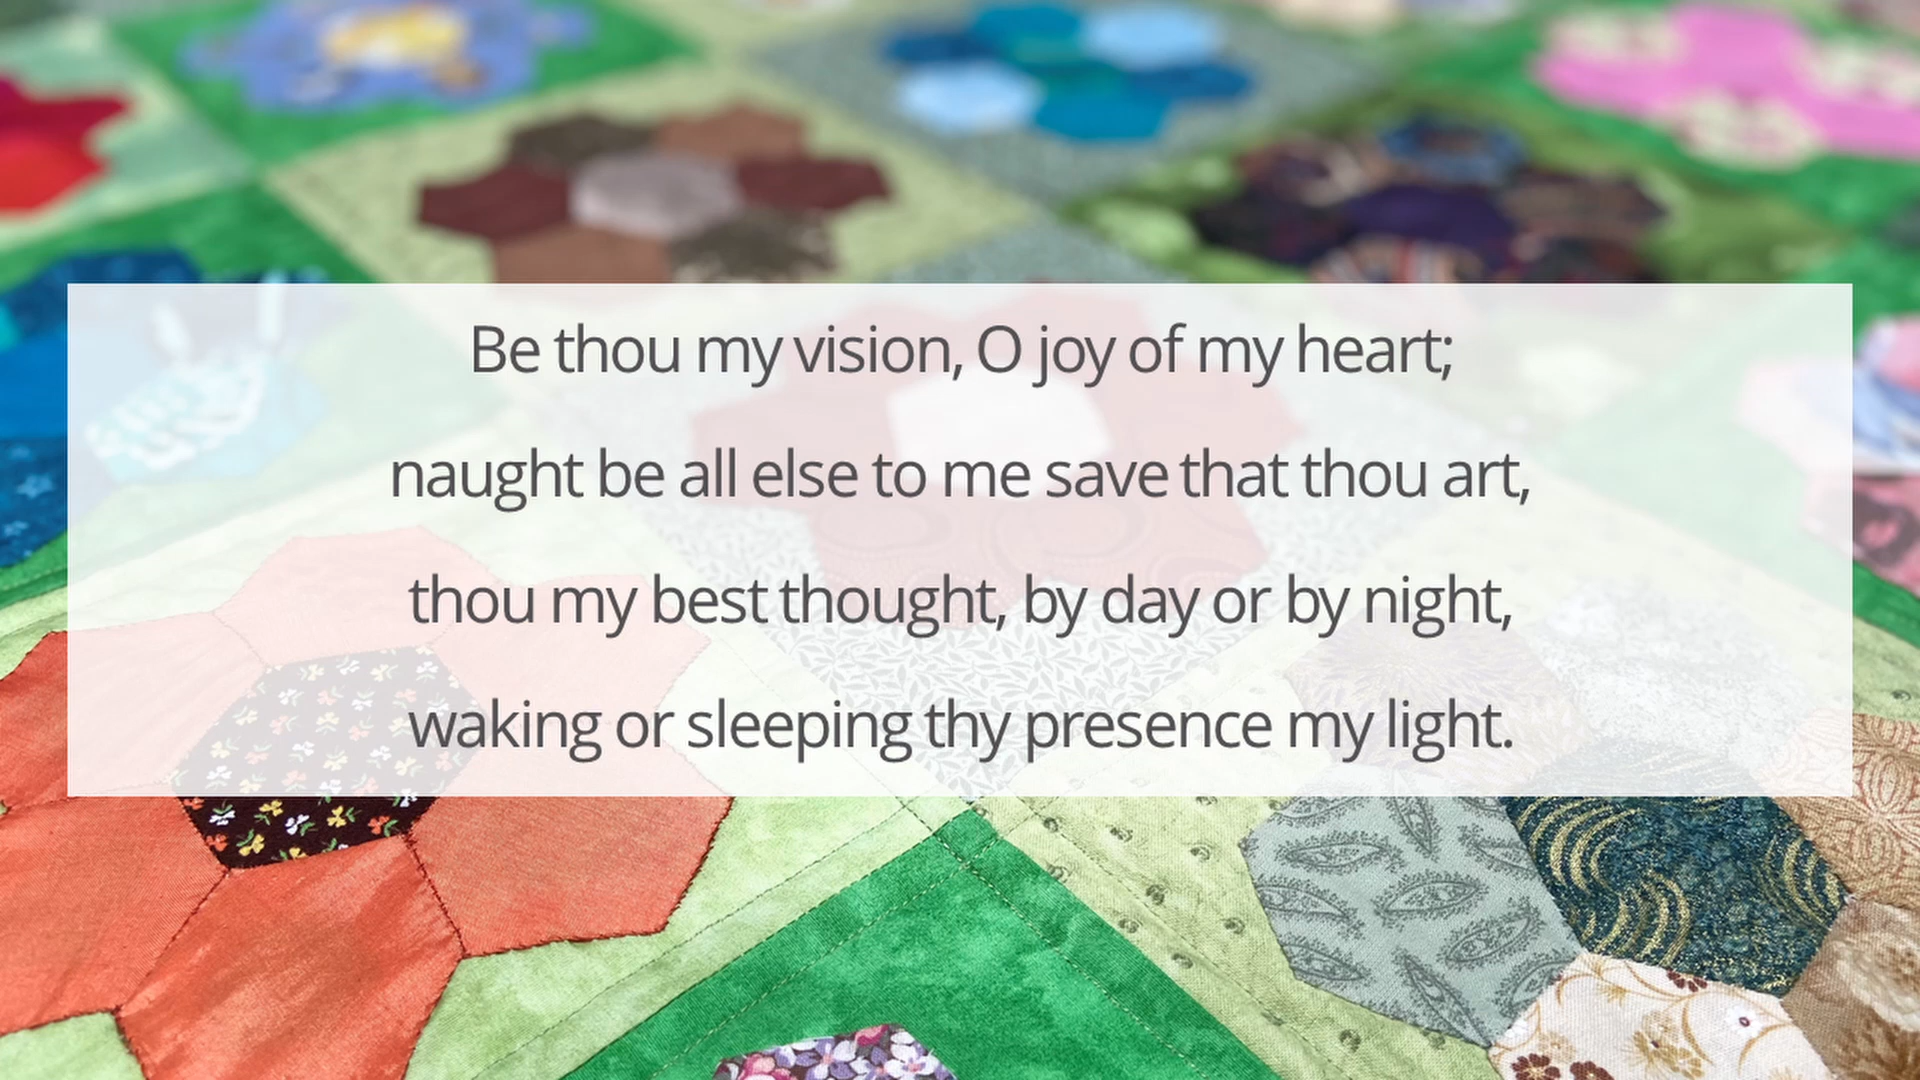 Be thou my vision, O joy of my heart;
naught be all else to me save that thou art,
thou my best thought, by day or by night,
waking or sleeping thy presence my light.